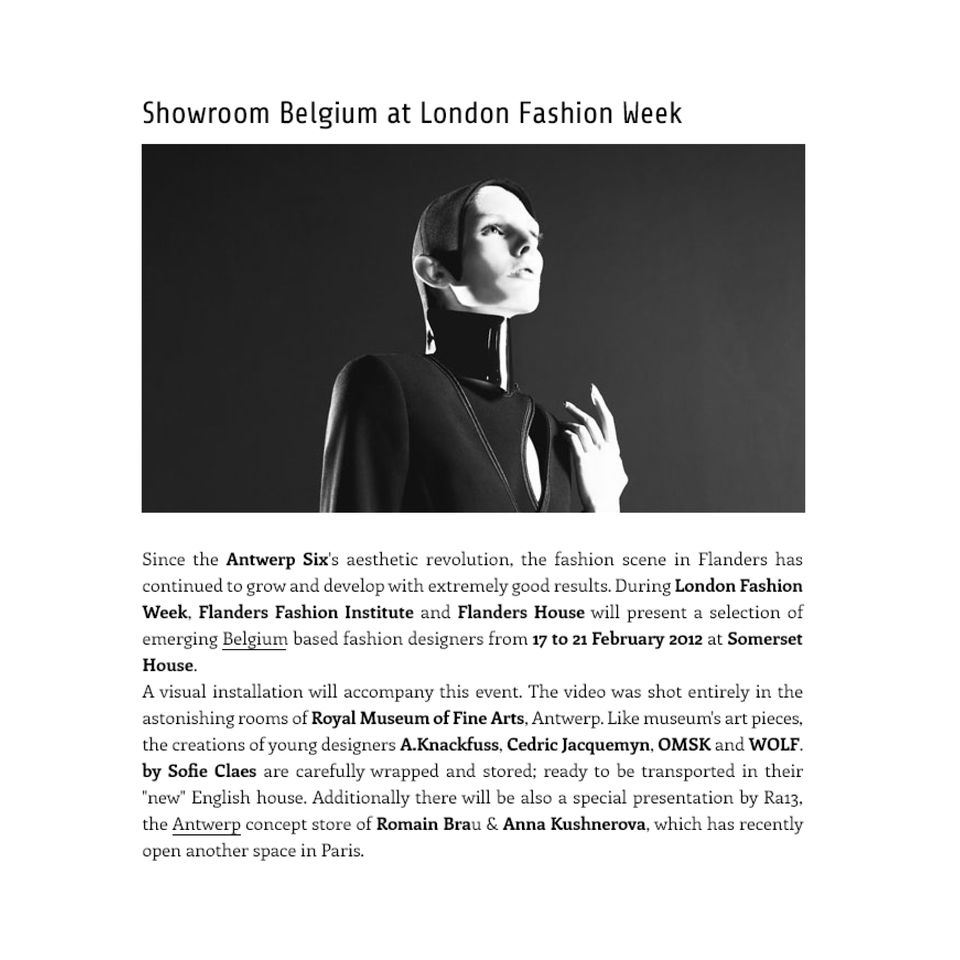 Showroom Belgium at London Fashion Week
Since the Antwerp Six's aesthetic revolution, the fashion scene in Flanders has
continued to grow and develop with extremely good results. During London Fashion
Week, Flanders Fashion Institute and Flanders House will present a selection of
emerging Belgium based fashion designers from 17 to 21 February 2012 at Somerset
House.
A visual installation will accompany this event. The video was shot entirely in the
astonishing rooms of Royal Museum of Fine Arts, Antwerp. Like museum's art pieces,
the creations of young designers A.Knackfuss, Cedric Jacquemyn, OMSK and WOLF.
by Sofie Claes are carefully wrapped and stored; ready to be transported in their
"new" English house. Additionally there will be also a special presentation by Ra13,
the Antwerp concept store of Romain Brau & Anna Kushnerova, which has recently
open another space in Paris.